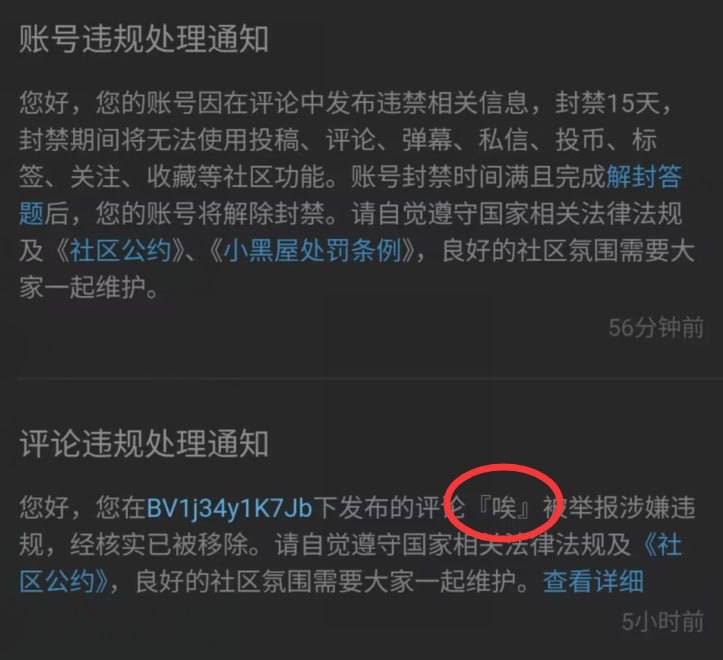 账号违规处理通知
您好，您的账号因在评论中发布违禁相关信息，封禁15天，
封禁期间将无法使用投稿、评论、弹幕、私信、投币、标
签、关注、收藏等社区功能。账号封禁时间满且完成解封答
题后，您的账号将解除封禁。请自觉遵守国家相关法律法规
及《社区公约》、《小黑屋处罚条例》，良好的社区氛围需要大
家一起维护。
56分钟前
评论违规处理通知
您好，您在BV1j34y1K7Jb下发布的评论『唉』被举报涉嫌违
规，经核实已被移除。请自觉遵守国家相关法律法规及《社
区公约》，良好的社区氛围需要大家一起维护。查看详细
5小时前